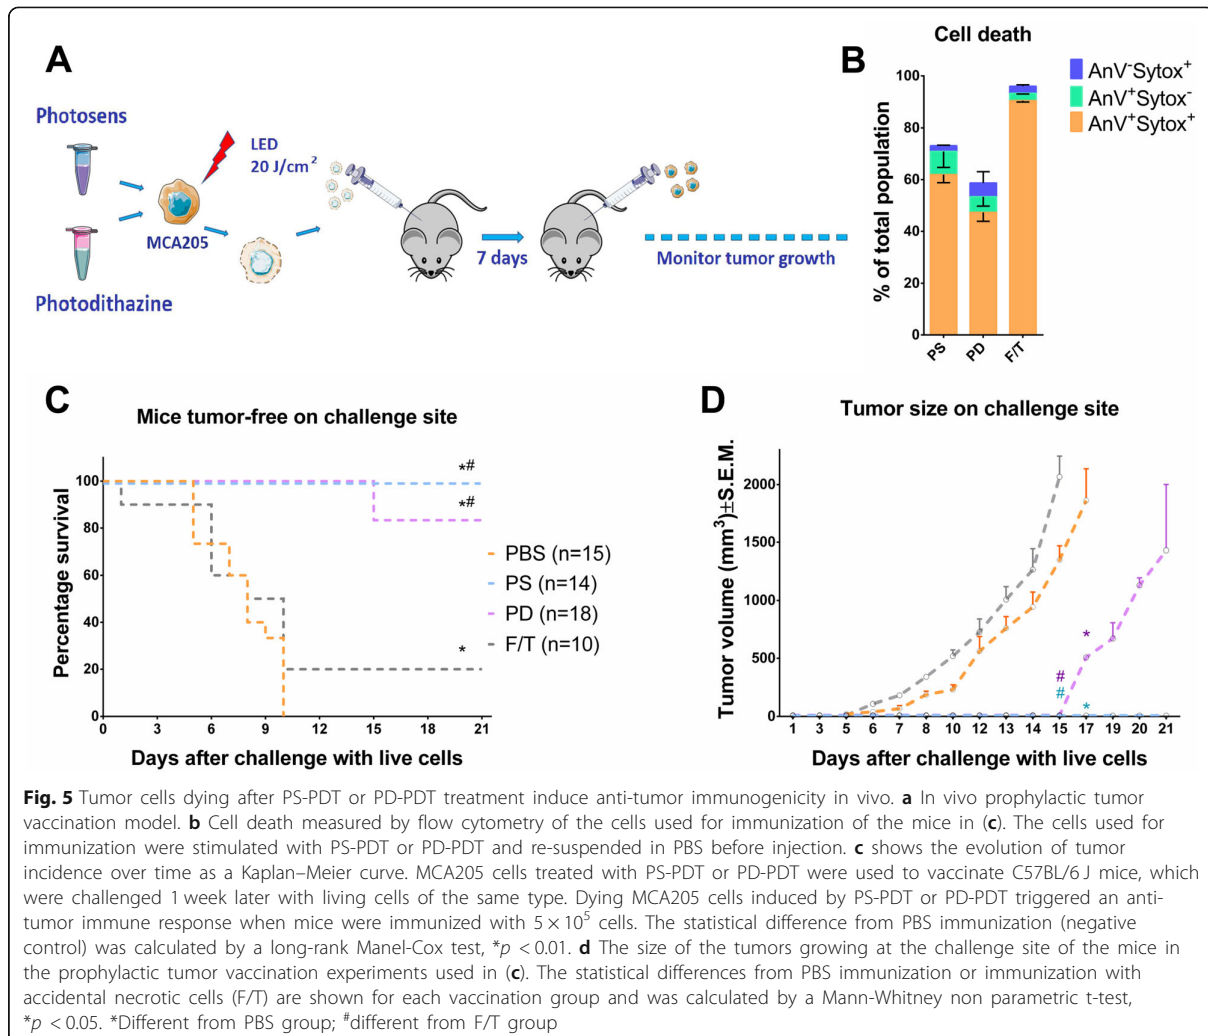 A
Photosens
LED
20 J/cm²
MCA205
Photodithazine
7 days
Monitor tumor growth
B
Cell death
AnV⁻Sytox⁺
AnV⁺Sytox⁻
AnV⁺Sytox⁺
% of total population
100
80
60
40
20
0
PS
PD
F/T
C
Mice tumor-free on challenge site
Percentage survival
100
80
60
40
20
0
*#
*#
*
PBS (n=15)
PS (n=14)
PD (n=18)
F/T (n=10)
0 3 6 9 12 15 18 21
Days after challenge with live cells
D
Tumor size on challenge site
Tumor volume (mm³)±S.E.M.
2000
1500
1000
500
0
*
#
#
*
1 3 5 6 7 8 10 12 13 14 15 17 19 20 21
Days after challenge with live cells
Fig. 5 Tumor cells dying after PS-PDT or PD-PDT treatment induce anti-tumor immunogenicity in vivo. a In vivo prophylactic tumor
vaccination model. b Cell death measured by flow cytometry of the cells used for immunization of the mice in (c). The cells used for
immunization were stimulated with PS-PDT or PD-PDT and re-suspended in PBS before injection. c shows the evolution of tumor
incidence over time as a Kaplan–Meier curve. MCA205 cells treated with PS-PDT or PD-PDT were used to vaccinate C57BL/6 J mice, which
were challenged 1 week later with living cells of the same type. Dying MCA205 cells induced by PS-PDT or PD-PDT triggered an anti-
tumor immune response when mice were immunized with 5 × 10⁵ cells. The statistical difference from PBS immunization (negative
control) was calculated by a long-rank Manel-Cox test, *p < 0.01. d The size of the tumors growing at the challenge site of the mice in
the prophylactic tumor vaccination experiments used in (c). The statistical differences from PBS immunization or immunization with
accidental necrotic cells (F/T) are shown for each vaccination group and was calculated by a Mann-Whitney non parametric t-test,
*p < 0.05. *Different from PBS group; #different from F/T group